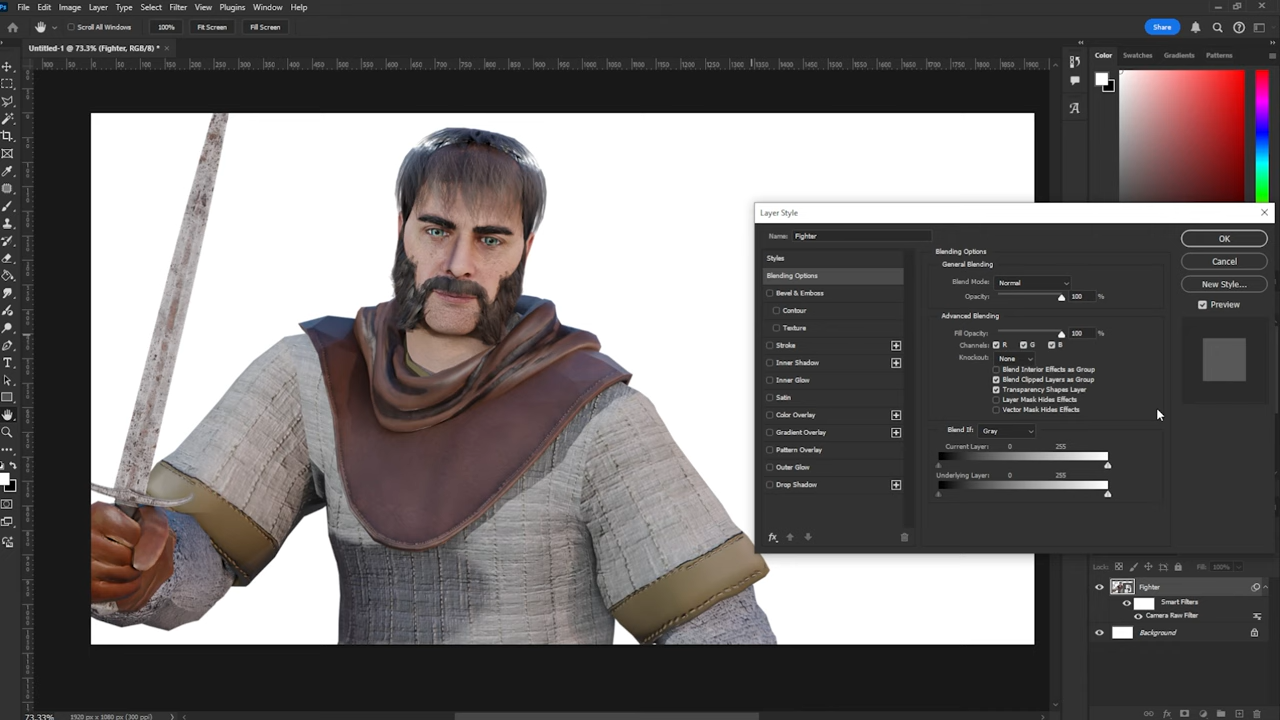 Ps File Edit Image Layer Type Select Filter View Plugins Window Help
Scroll All Windows 100% Fit Screen Fill Screen Share
Untitled-1 @ 73.3% (Fighter, RGB/8) * ×
Color Swatches Gradients Patterns
Layer Style
Name: Fighter
Styles
Blending Options
Bevel & Emboss
Contour
Texture
Stroke
Inner Shadow
Inner Glow
Satin
Color Overlay
Gradient Overlay
Pattern Overlay
Outer Glow
Drop Shadow
fx
Blending Options
General Blending
Blend Mode: Normal
Opacity: 100 %
Advanced Blending
Fill Opacity: 100 %
Channels: R G B
Knockout: None
Blend Interior Effects as Group
Blend Clipped Layers as Group
Transparency Shapes Layer
Layer Mask Hides Effects
Vector Mask Hides Effects
Blend If: Gray
Current Layer: 0 255
Underlying Layer: 0 255
OK
Cancel
New Style...
Preview
Lock: Fill: 100%
Fighter
Smart Filters
Camera Raw Filter
Background
73.33% 1920 px x 1080 px (300 ppi)